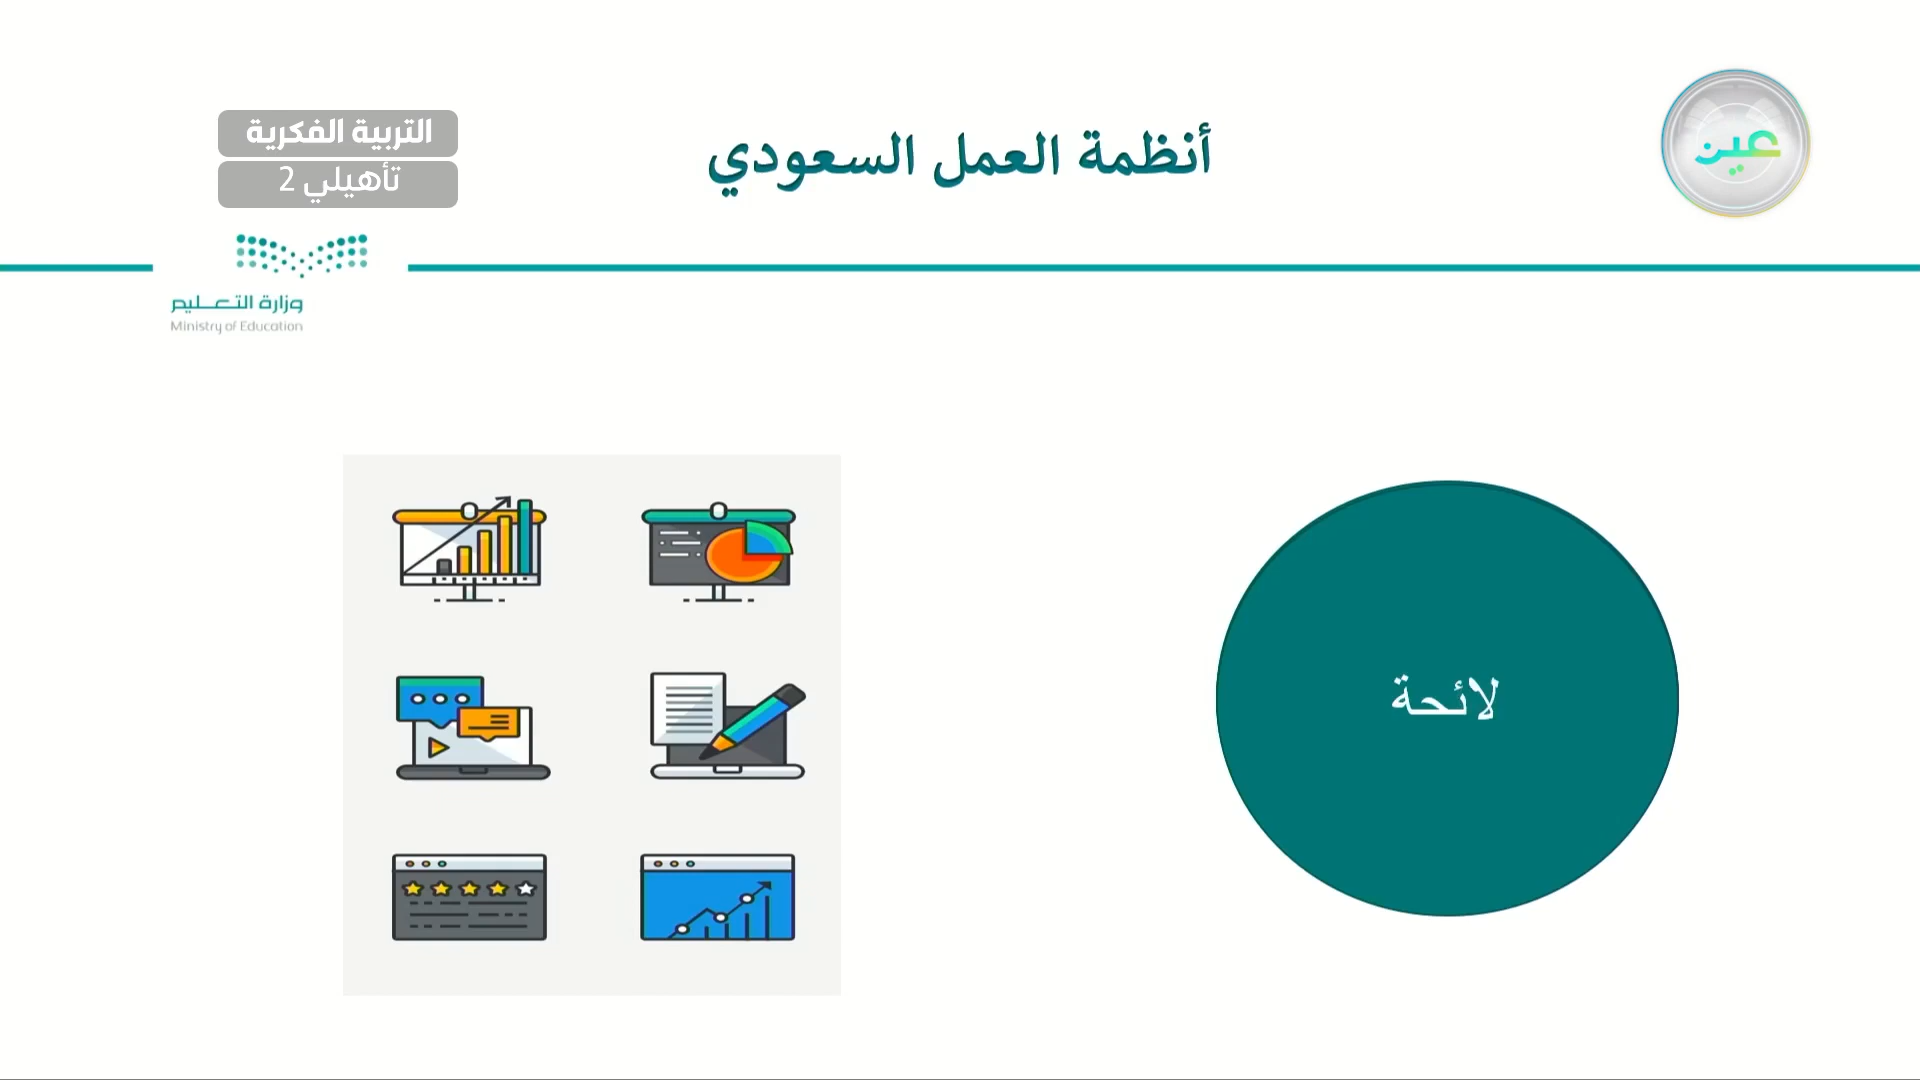 عين
أنظمة العمل السعودي
التربية الفكرية
تأهيلي 2
وزارة التعليم
Ministry of Education
لائحة